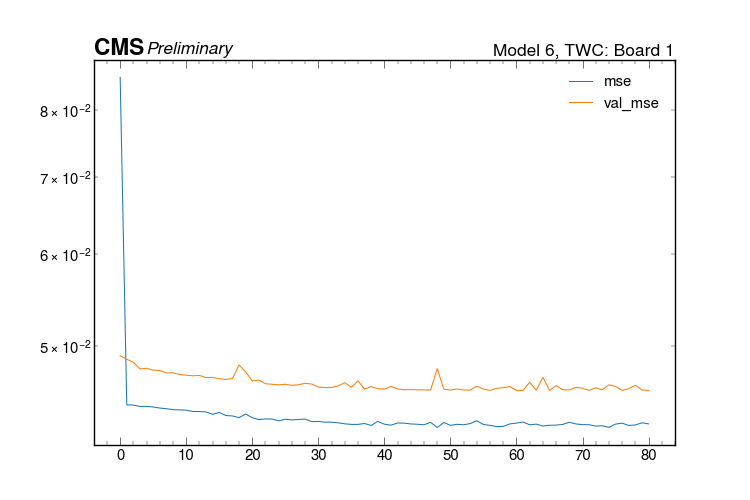 CMS Preliminary Model 6, TWC: Board 1
mse
val_mse
8 × 10⁻²
7 × 10⁻²
6 × 10⁻²
5 × 10⁻²
0 10 20 30 40 50 60 70 80